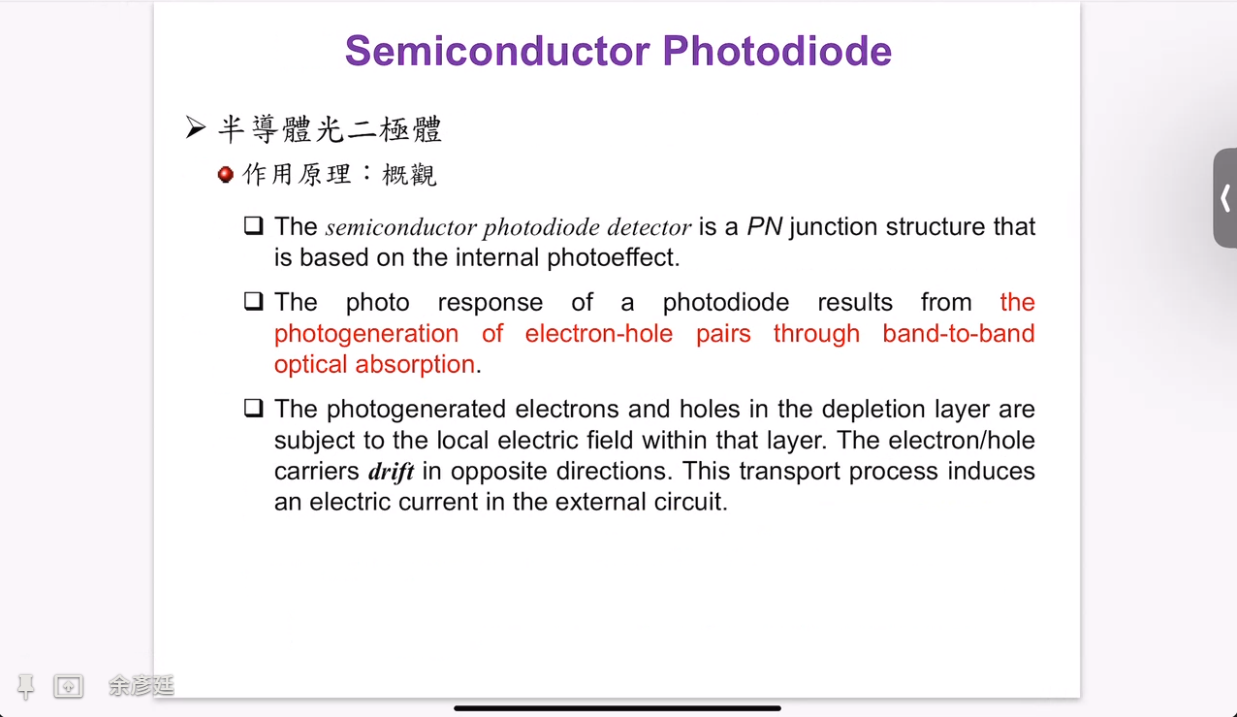 Semiconductor Photodiode
半導體光二極體
作用原理：概觀
The semiconductor photodiode detector is a PN junction structure that
is based on the internal photoeffect.
The photo response of a photodiode results from the
photogeneration of electron-hole pairs through band-to-band
optical absorption.
The photogenerated electrons and holes in the depletion layer are
subject to the local electric field within that layer. The electron/hole
carriers drift in opposite directions. This transport process induces
an electric current in the external circuit.
余彥廷